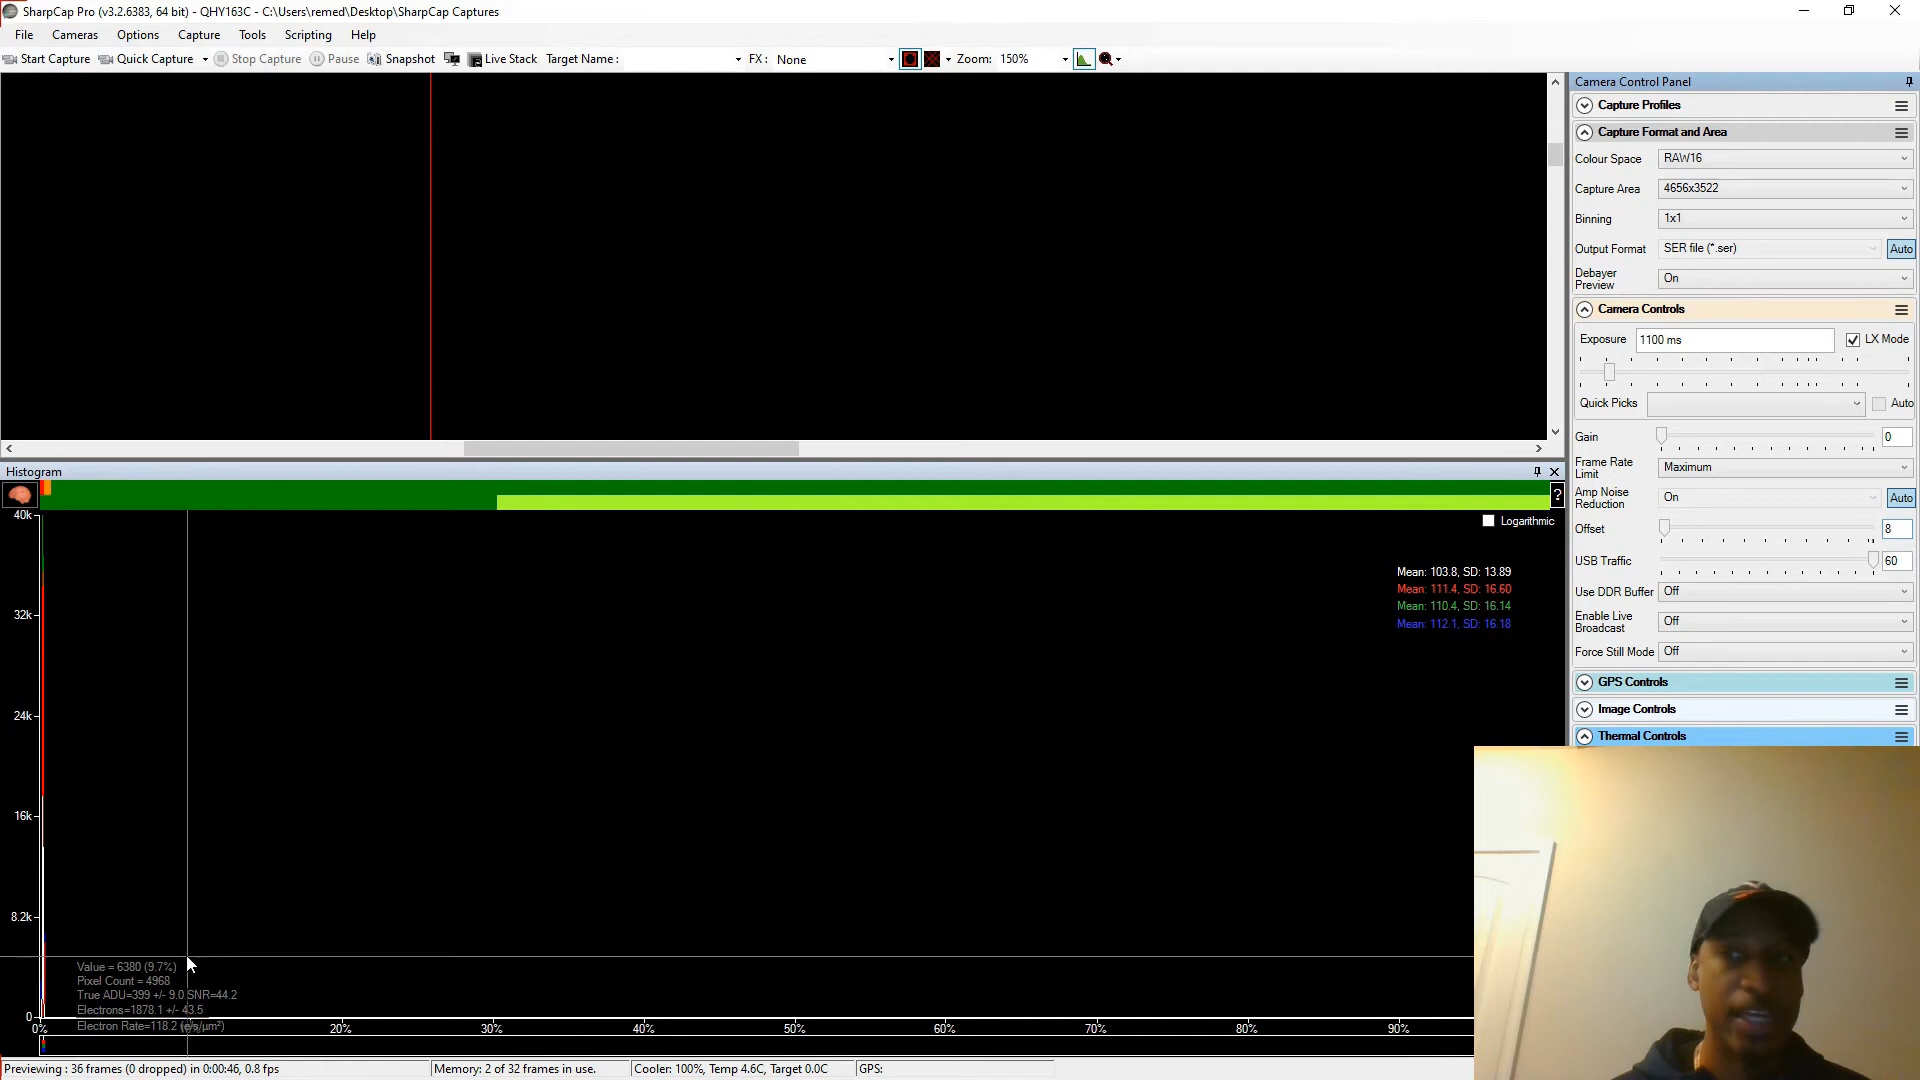 SharpCap Pro (v3.2.6383, 64 bit) - QHY163C - C:\Users\remed\Desktop\SharpCap Captures
File Cameras Options Capture Tools Scripting Help
Start Capture Quick Capture Stop Capture Pause Snapshot Live Stack Target Name : FX : None Zoom: 150%
Camera Control Panel
Capture Profiles
Capture Format and Area
Colour Space RAW16
Capture Area 4656x3522
Binning 1x1
Output Format SER file (*.ser) Auto
Debayer
Preview On
Camera Controls
Exposure 1100 ms LX Mode
Quick Picks Auto
Gain 0
Frame Rate
Limit Maximum
Amp Noise
Reduction On Auto
Offset 8
USB Traffic 60
Use DDR Buffer Off
Enable Live
Broadcast Off
Force Still Mode Off
GPS Controls
Image Controls
Thermal Controls
Histogram
?
Logarithmic
40k
32k
24k
16k
8.2k
0
Mean: 103.8, SD: 13.89
Mean: 111.4, SD: 16.60
Mean: 110.4, SD: 16.14
Mean: 112.1, SD: 16.18
Value = 6380 (9.7%)
Pixel Count = 4968
True ADU=399 +/- 9.0 SNR=44.2
Electrons=1878.1 +/- 43.5
Electron Rate=118.2 (e/s/µm²)
0% 20% 30% 40% 50% 60% 70% 80% 90%
Previewing : 36 frames (0 dropped) in 0:00:46, 0.8 fps Memory: 2 of 32 frames in use. Cooler: 100%, Temp 4.6C, Target 0.0C GPS: